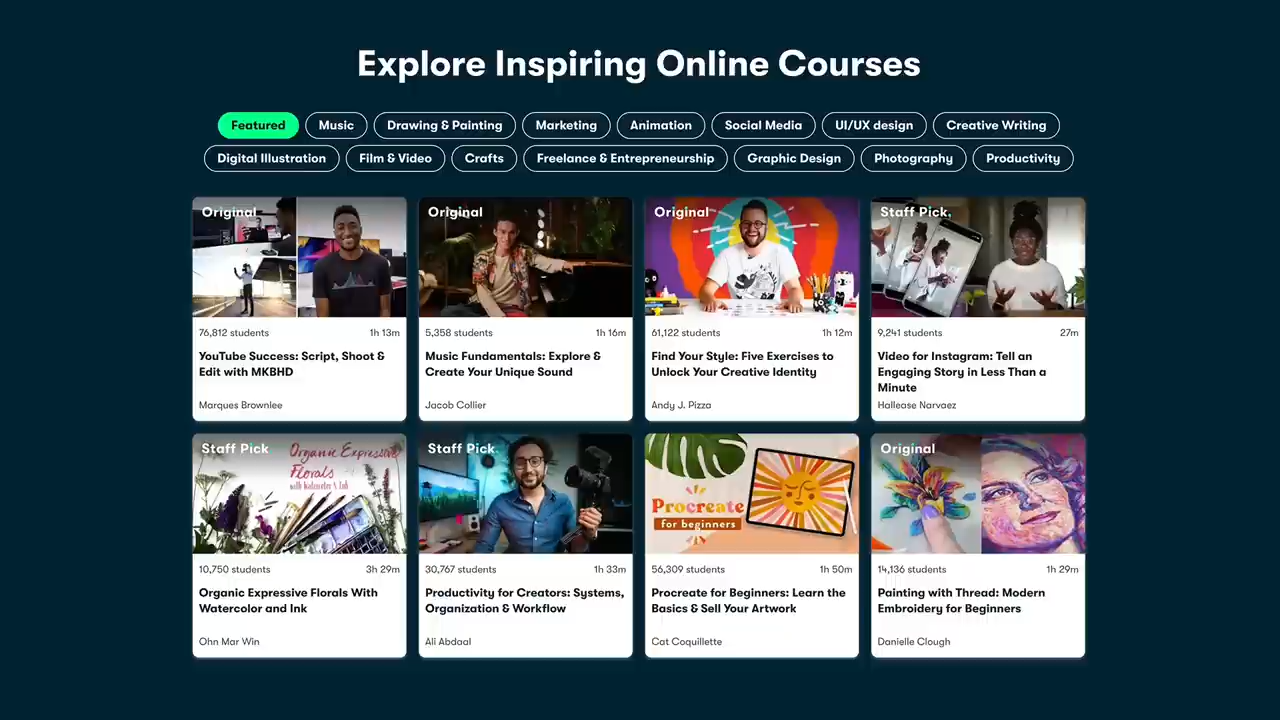 Explore Inspiring Online Courses
Featured
Music
Drawing & Painting
Marketing
Animation
Social Media
UI/UX design
Creative Writing
Digital Illustration
Film & Video
Crafts
Freelance & Entrepreneurship
Graphic Design
Photography
Productivity
Original
76,812 students
1h 13m
YouTube Success: Script, Shoot &
Edit with MKBHD
Marques Brownlee
Original
5,358 students
1h 16m
Music Fundamentals: Explore &
Create Your Unique Sound
Jacob Collier
Original
61,122 students
1h 12m
Find Your Style: Five Exercises to
Unlock Your Creative Identity
Andy J. Pizza
Staff Pick
9,241 students
27m
Video for Instagram: Tell an
Engaging Story in Less Than a
Minute
Hallease Narvaez
Staff Pick
Organic Expressive
Florals
with Watercolor & Ink
10,750 students
3h 29m
Organic Expressive Florals With
Watercolor and Ink
Ohn Mar Win
Staff Pick
30,767 students
1h 33m
Productivity for Creators: Systems,
Organization & Workflow
Ali Abdaal
Procreate
for beginners
56,309 students
1h 50m
Procreate for Beginners: Learn the
Basics & Sell Your Artwork
Cat Coquillette
Original
14,136 students
1h 29m
Painting with Thread: Modern
Embroidery for Beginners
Danielle Clough